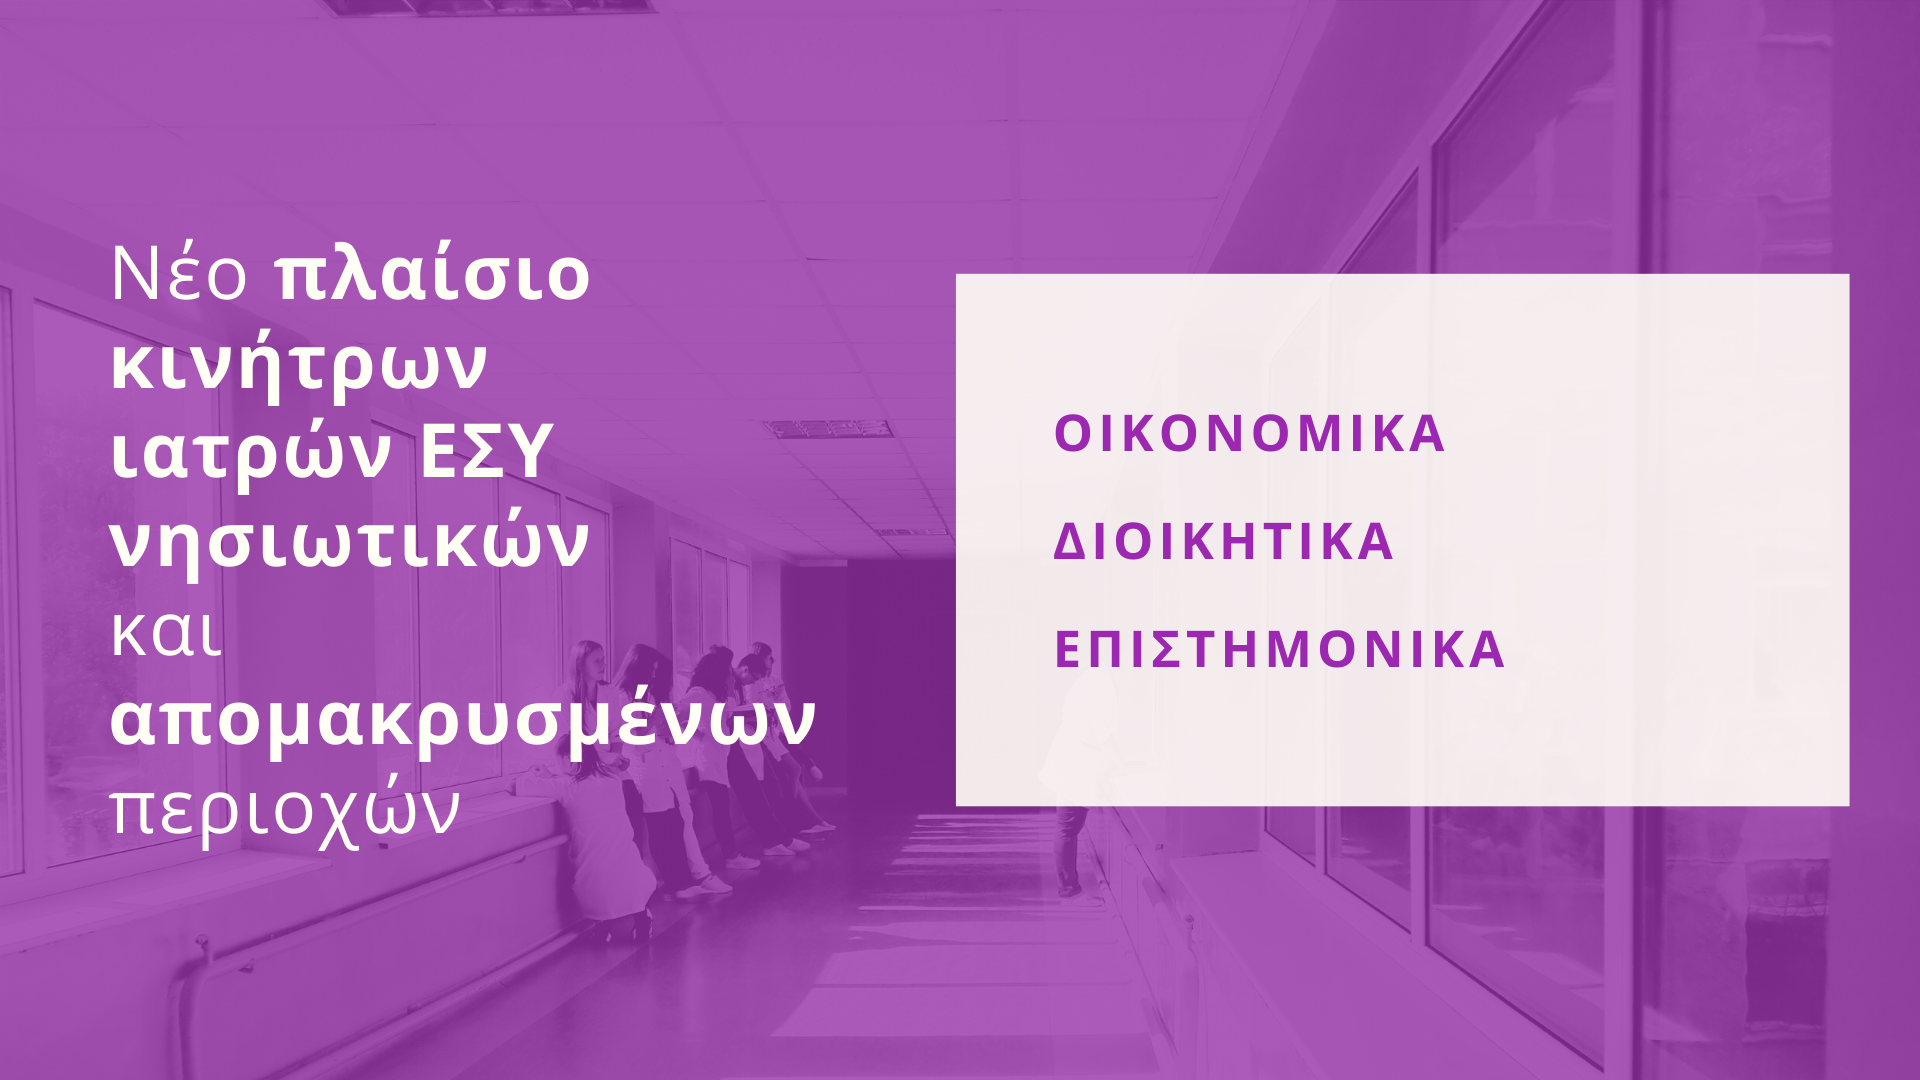 Νέο πλαίσιο
κινήτρων
ιατρών ΕΣΥ
νησιωτικών
και
απομακρυσμένων
περιοχών
ΟΙΚΟΝΟΜΙΚΑ
ΔΙΟΙΚΗΤΙΚΑ
ΕΠΙΣΤΗΜΟΝΙΚΑ